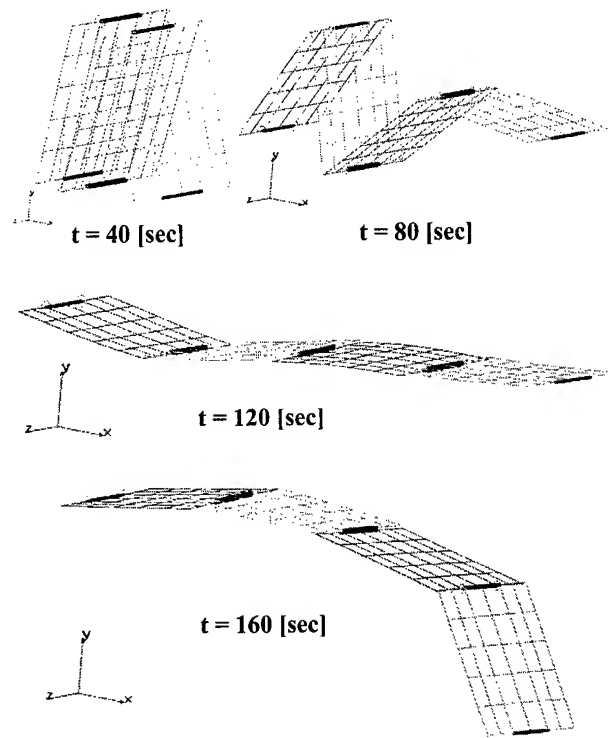 y
t = 40 [sec]
y
x
t = 80 [sec]
y
z
x
t = 120 [sec]
y
z
x
t = 160 [sec]